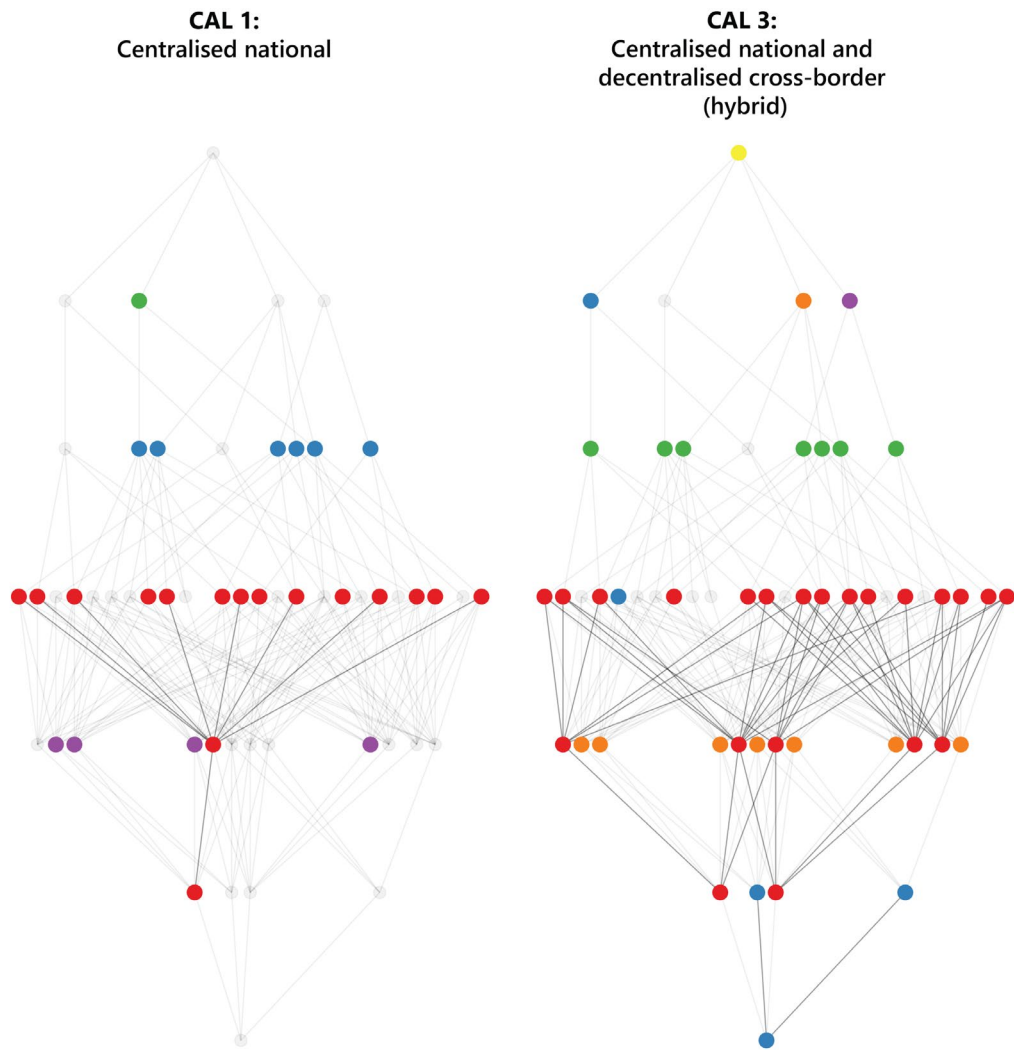 CAL 1:
Centralised national
CAL 3:
Centralised national and
decentralised cross-border
(hybrid)